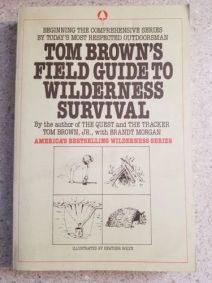 BEGINNING THE COMPREHENSIVE SERIES
BY TODAY'S MOST RESPECTED OUTDOORSMAN
TOM BROWN'S
FIELD GUIDE TO
WILDERNESS
SURVIVAL
By the author of THE QUEST and THE TRACKER
TOM BROWN, JR., with BRANDT MORGAN
AMERICA'S BESTSELLING WILDERNESS SERIES
ILLUSTRATED BY HEATHER BOLYN